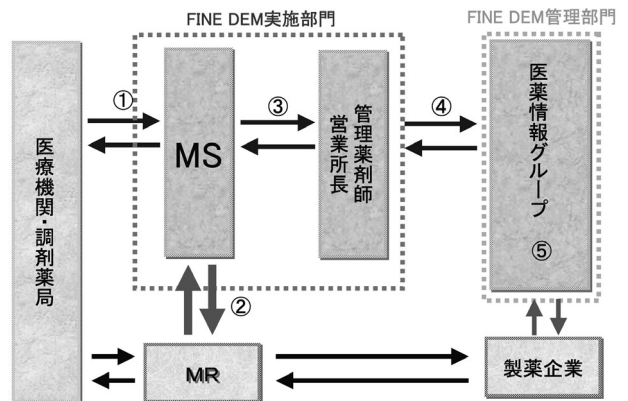 FINE DEM実施部門
FINE DEM管理部門
医療機関・調剤薬局
①
MS
③
管理薬剤師
営業所長
④
医薬情報グループ
⑤
②
MR
製薬企業